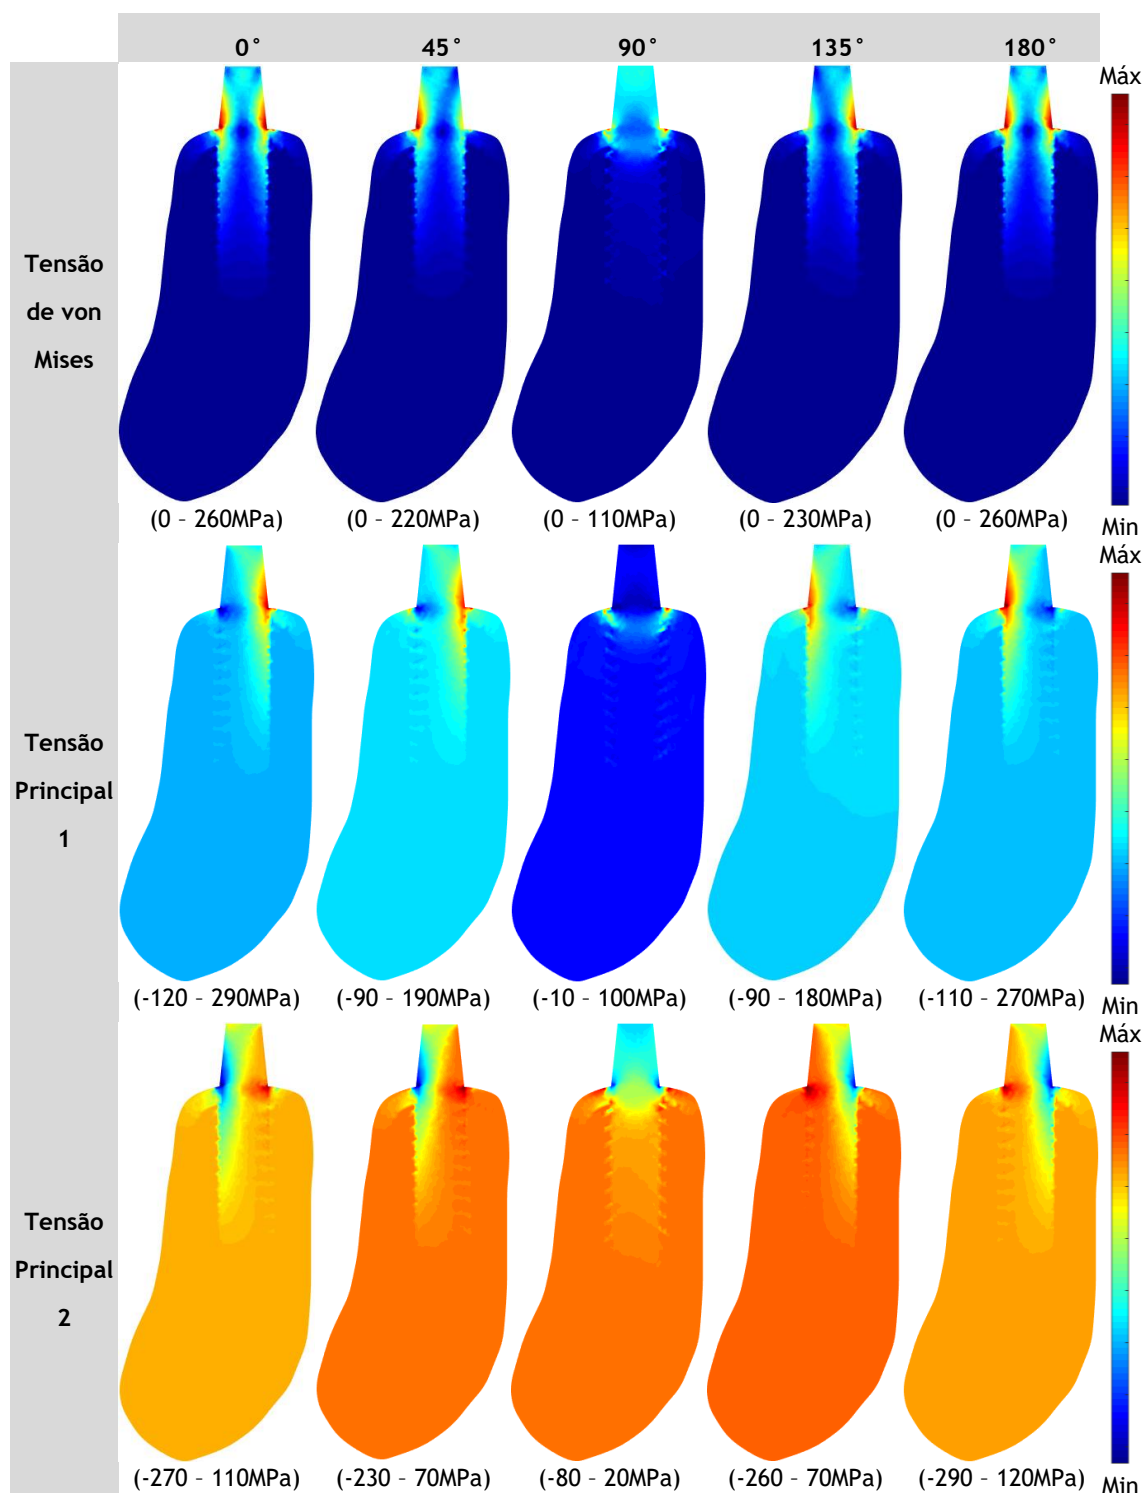 0° 45° 90° 135° 180°
Máx
Tensão
de von
Mises
(0 – 260MPa) (0 – 220MPa) (0 – 110MPa) (0 – 230MPa) (0 – 260MPa)
Min
Máx
Tensão
Principal
1
(-120 – 290MPa) (-90 – 190MPa) (-10 – 100MPa) (-90 – 180MPa) (-110 – 270MPa)
Min
Máx
Tensão
Principal
2
(-270 – 110MPa) (-230 – 70MPa) (-80 – 20MPa) (-260 – 70MPa) (-290 – 120MPa)
Min